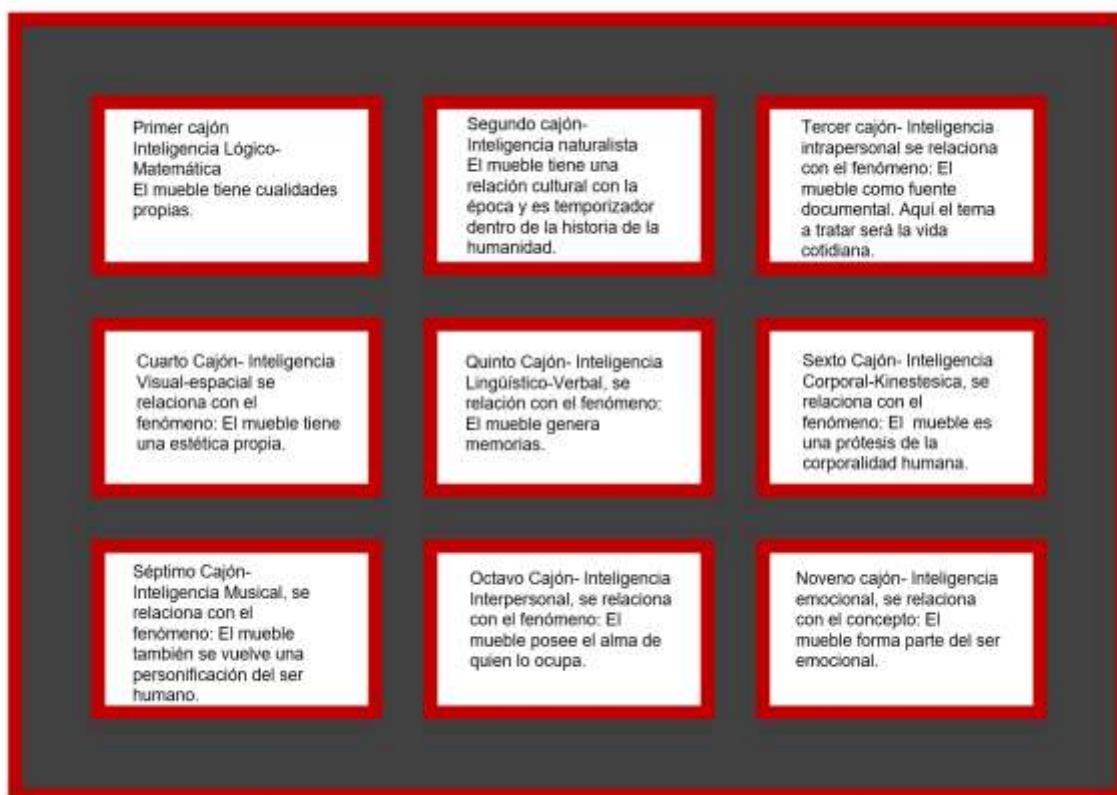 Primer cajón
Inteligencia Lógico-
Matemática
El mueble tiene cualidades
propias.
Segundo cajón-
Inteligencia naturalista
El mueble tiene una
relación cultural con la
época y es temporizador
dentro de la historia de la
humanidad.
Tercer cajón- Inteligencia
intrapersonal se relaciona
con el fenómeno: El
mueble como fuente
documental. Aquí el tema
a tratar será la vida
cotidiana.
Cuarto Cajón- Inteligencia
Visual-espacial se
relaciona con el
fenómeno: El mueble tiene
una estética propia.
Quinto Cajón- Inteligencia
Lingüístico-Verbal, se
relación con el fenómeno:
El mueble genera
memorias.
Sexto Cajón- Inteligencia
Corporal-Kinestesica, se
relaciona con el
fenómeno: El mueble es
una prótesis de la
corporalidad humana.
Séptimo Cajón-
Inteligencia Musical, se
relaciona con el
fenómeno: El mueble
también se vuelve una
personificación del ser
humano.
Octavo Cajón- Inteligencia
Interpersonal, se relaciona
con el fenómeno: El
mueble posee el alma de
quien lo ocupa.
Noveno cajón- Inteligencia
emocional, se relaciona
con el concepto: El
mueble forma parte del ser
emocional.